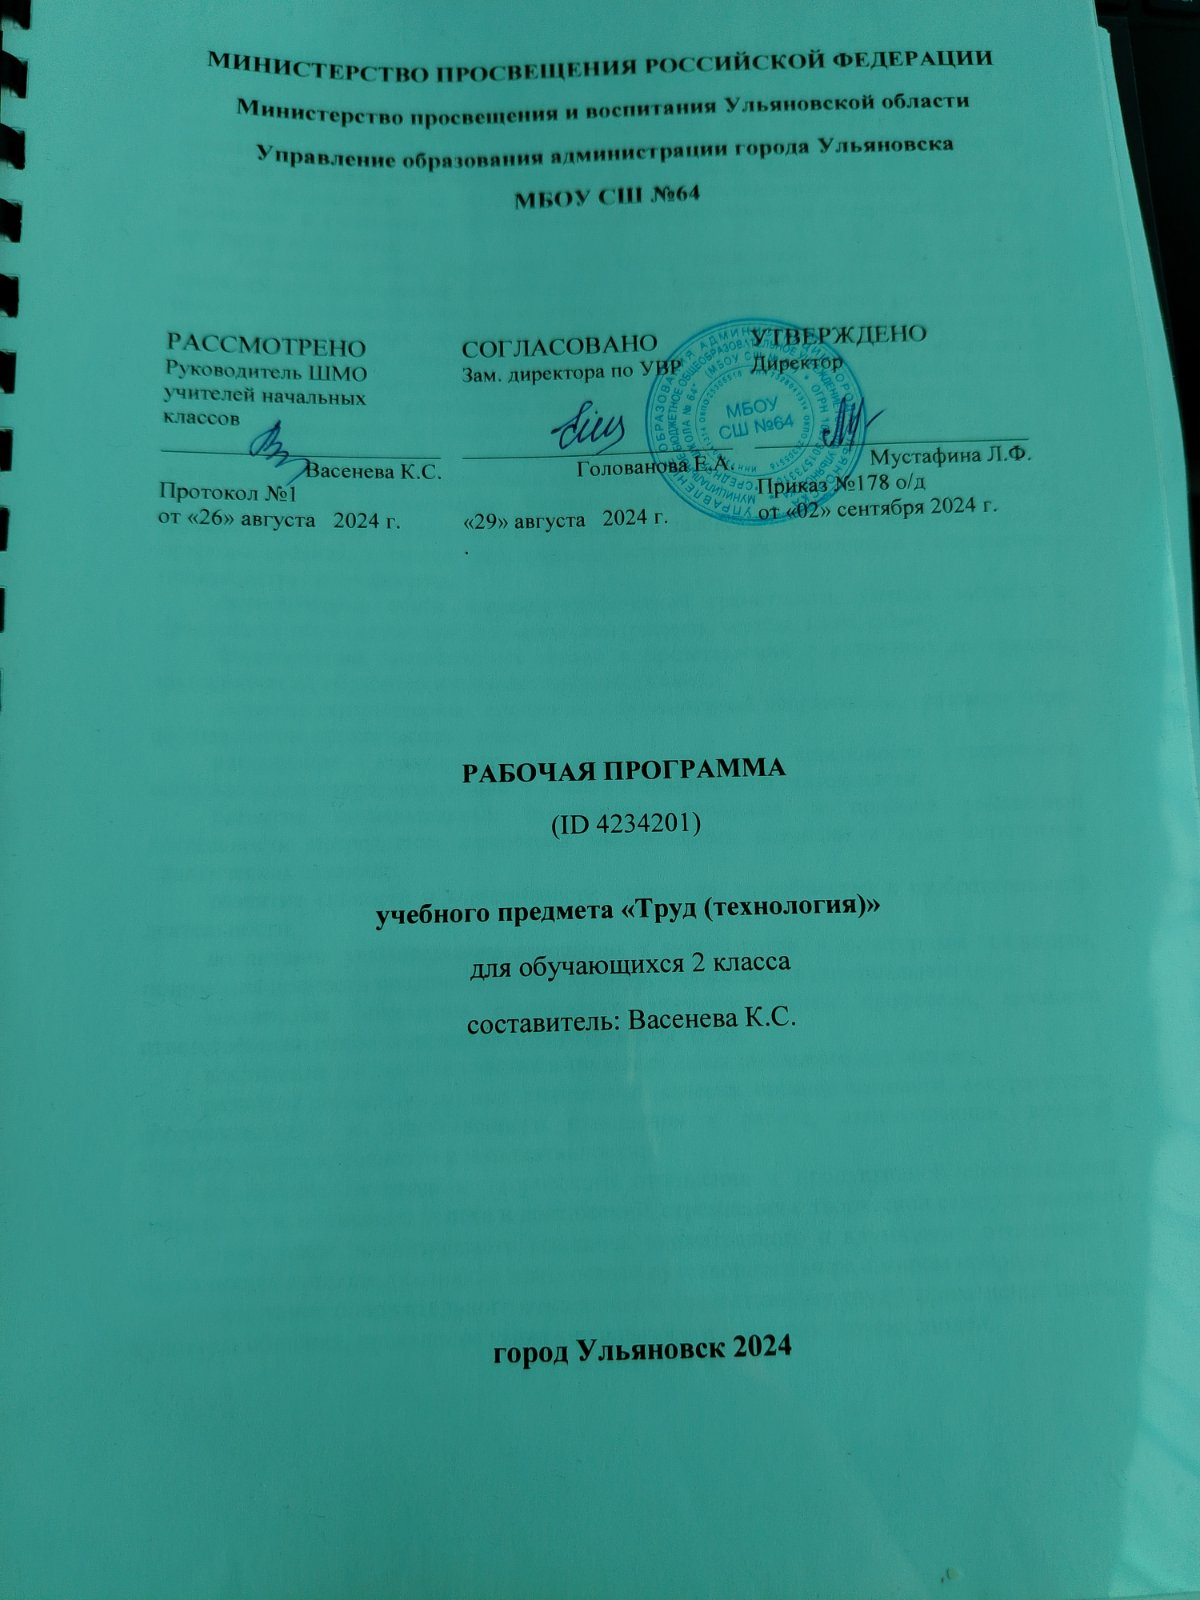 МИНИСТЕРСТВО ПРОСВЕЩЕНИЯ РОССИЙСКОЙ ФЕДЕРАЦИИ
Министерство просвещения и воспитания Ульяновской области
Управление образования администрации города Ульяновска
МБОУ СШ №64
РАССМОТРЕНО
Руководитель ШМО
учителей начальных
классов
Васенева К.С.
Протокол №1
от «26» августа 2024 г.
СОГЛАСОВАНО
Зам. директора по УВР
Голованова Е.А.
«29» августа 2024 г.
.
УТВЕРЖДЕНО
Директор
Мустафина Л.Ф.
Приказ №178 о/д
от «02» сентября 2024 г.
МБОУ
СШ №64
РАБОЧАЯ ПРОГРАММА
(ID 4234201)
учебного предмета «Труд (технология)»
для обучающихся 2 класса
составитель: Васенева К.С.
город Ульяновск 2024